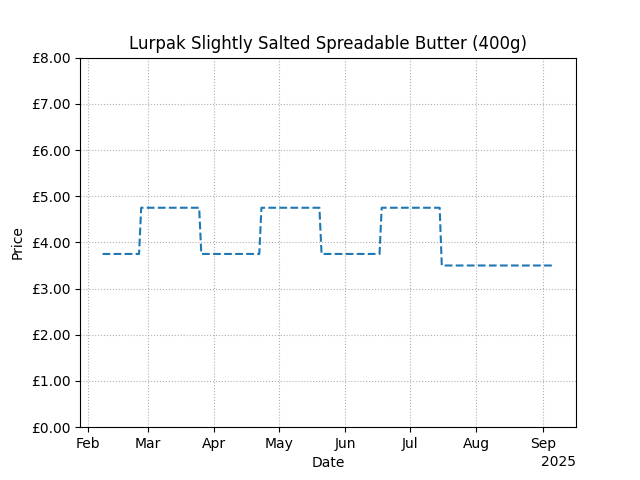 Lurpak Slightly Salted Spreadable Butter (400g)
£8.00
£7.00
£6.00
£5.00
£4.00
£3.00
£2.00
£1.00
£0.00
Price
Feb Mar Apr May Jun Jul Aug Sep
Date
2025